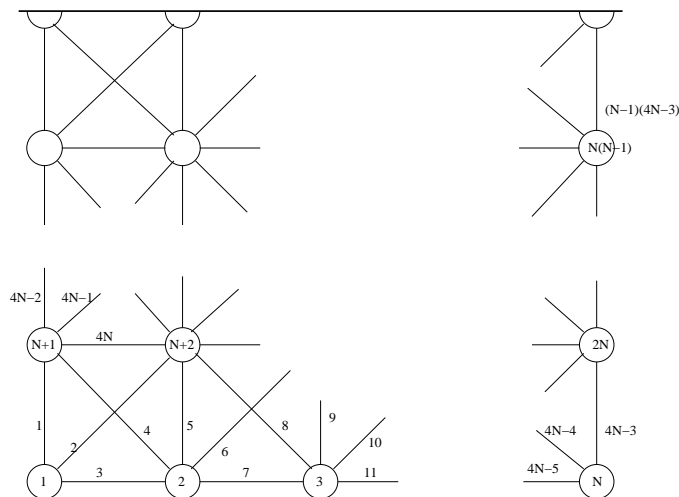 (N−1)(4N−3)
N(N−1)
4N−2 4N−1
N+1 4N N+2 2N
1 2 4 5 6 8 9 10 4N−4 4N−3
3 7 11 4N−5
1 2 3 N